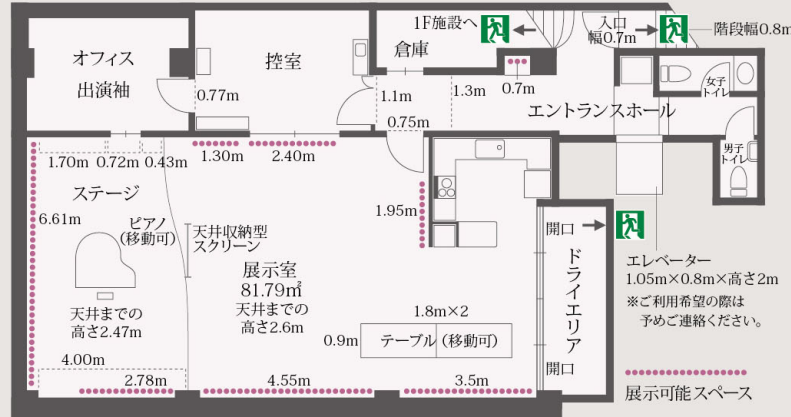 1F施設へ
入口
幅0.7m
階段幅0.8m
オフィス
出演袖
控室
倉庫
0.7m
女子
トイレ
0.77m
1.1m
1.3m
エントランスホール
0.75m
男子
トイレ
1.70m
0.72m
0.43m
1.30m
2.40m
ステージ
6.61m
ピアノ
(移動可)
天井収納型
スクリーン
1.95m
開口
ドライエリア
展示室
81.79㎡
天井までの
高さ2.6m
天井までの
高さ2.47m
エレベーター
1.05m×0.8m×高さ2m
※ご利用希望の際は
予めご連絡ください。
1.8m×2
0.9m
テーブル(移動可)
開口
4.00m
2.78m
4.55m
3.5m
展示可能スペース